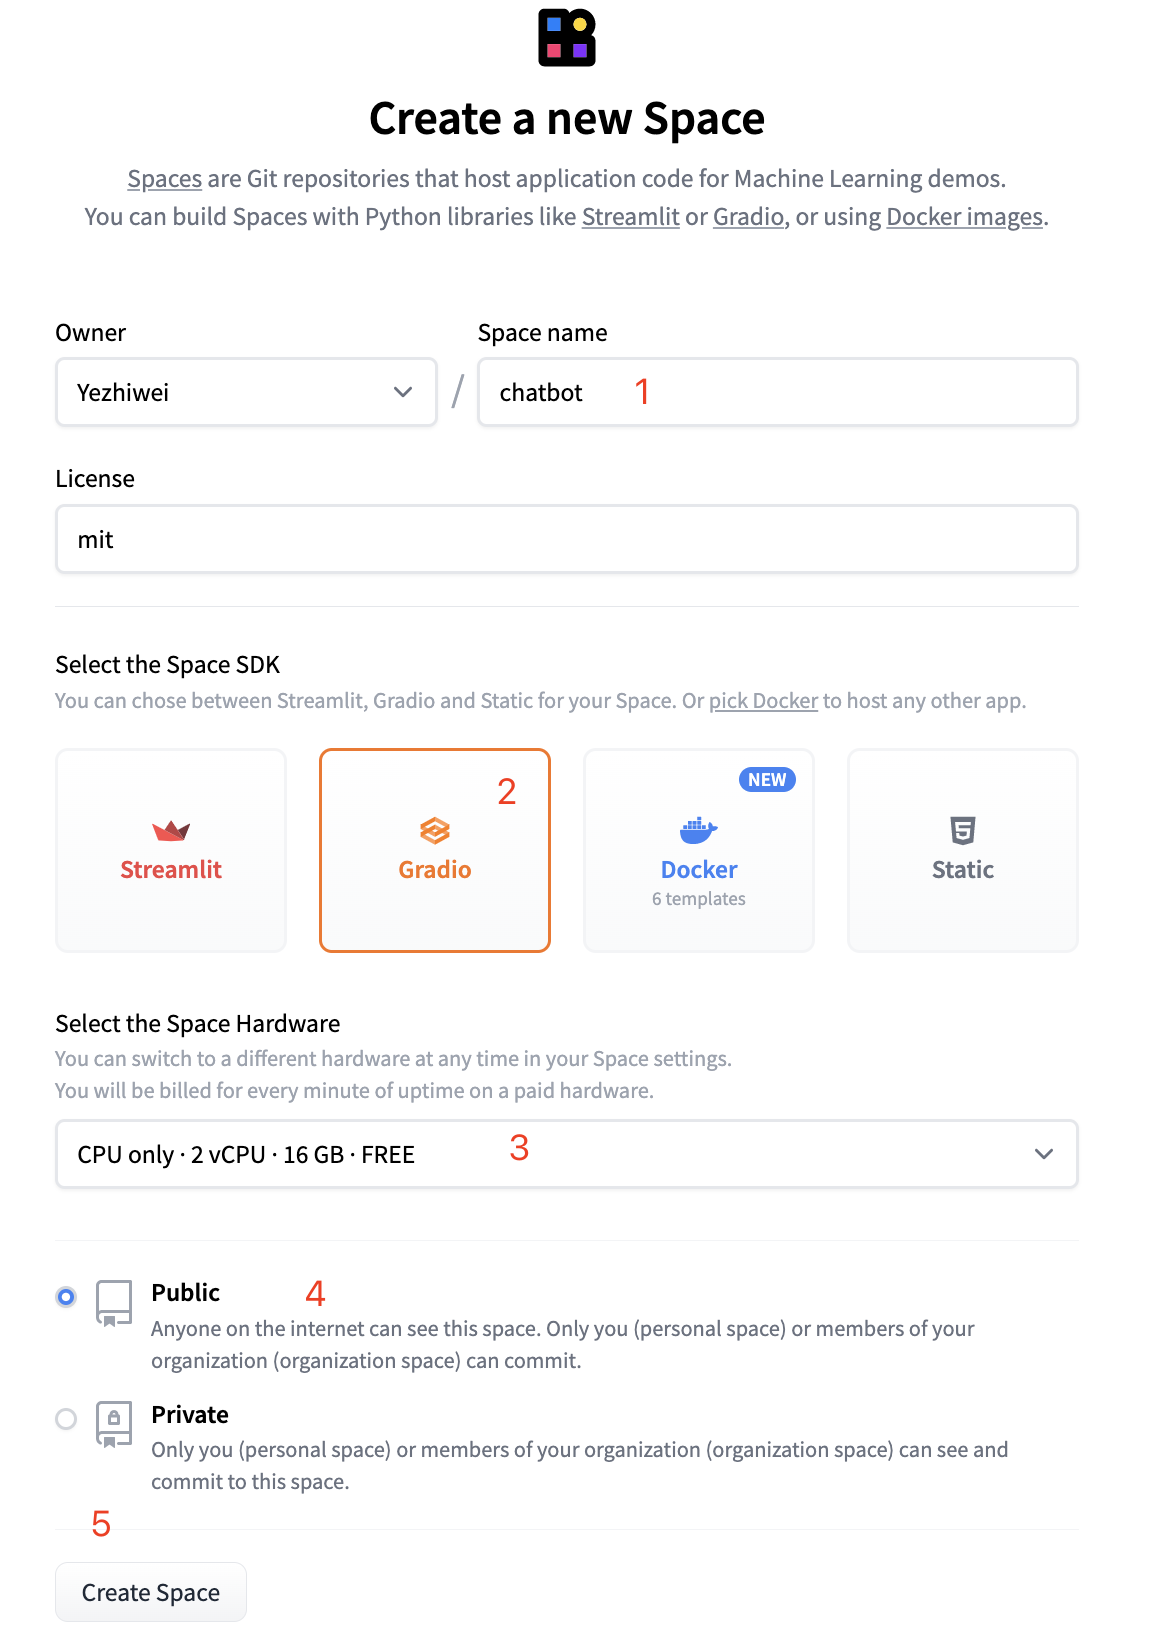 Create a new Space
Spaces are Git repositories that host application code for Machine Learning demos.
You can build Spaces with Python libraries like Streamlit or Gradio, or using Docker images.
Owner
Space name
Yezhiwei
/
chatbot
1
License
mit
Select the Space SDK
You can chose between Streamlit, Gradio and Static for your Space. Or pick Docker to host any other app.
Streamlit
2
Gradio
NEW
Docker
6 templates
Static
Select the Space Hardware
You can switch to a different hardware at any time in your Space settings.
You will be billed for every minute of uptime on a paid hardware.
CPU only · 2 vCPU · 16 GB · FREE
3
Public
4
Anyone on the internet can see this space. Only you (personal space) or members of your
organization (organization space) can commit.
Private
Only you (personal space) or members of your organization (organization space) can see and
commit to this space.
5
Create Space